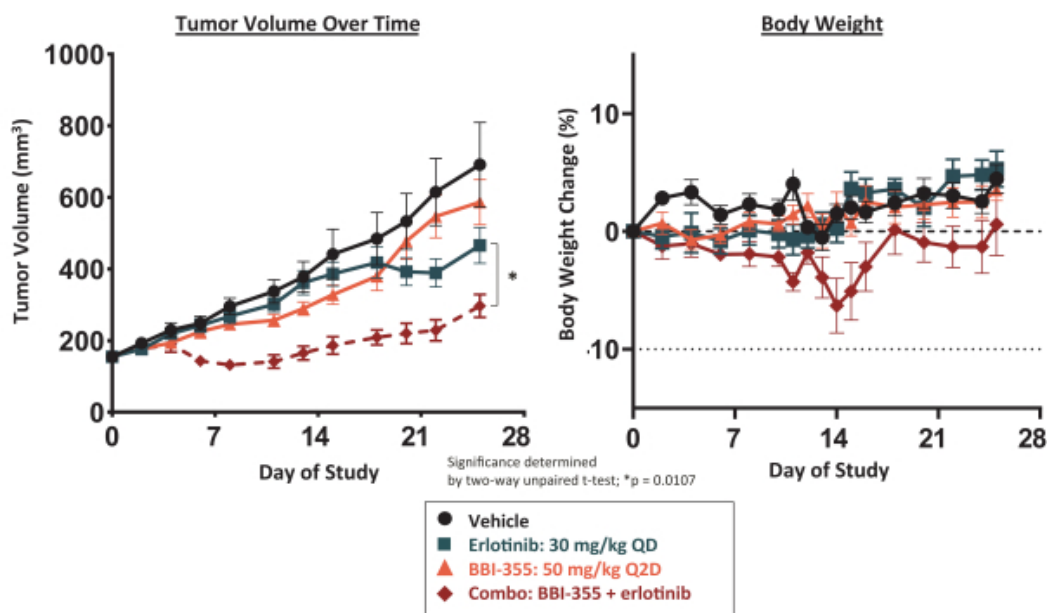 Tumor Volume Over Time
Body Weight
Tumor Volume (mm³)
1000
800
600
400
200
0
0 7 14 21 28
Day of Study
*
Body Weight Change (%)
10
0
10
0 7 14 21 28
Day of Study
Significance determined
by two-way unpaired t-test; *p = 0.0107
Vehicle
Erlotinib: 30 mg/kg QD
BBI-355: 50 mg/kg Q2D
Combo: BBI-355 + erlotinib